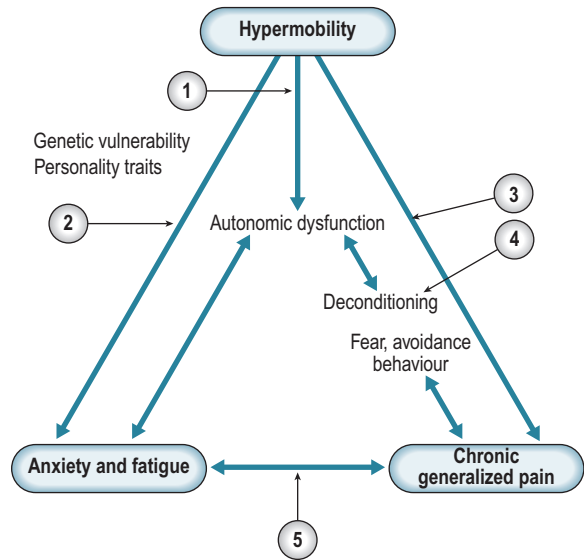 Hypermobility
1
Genetic vulnerability
Personality traits
2
3
Autonomic dysfunction
4
Deconditioning
Fear, avoidance
behaviour
Anxiety and fatigue
Chronic
generalized pain
5